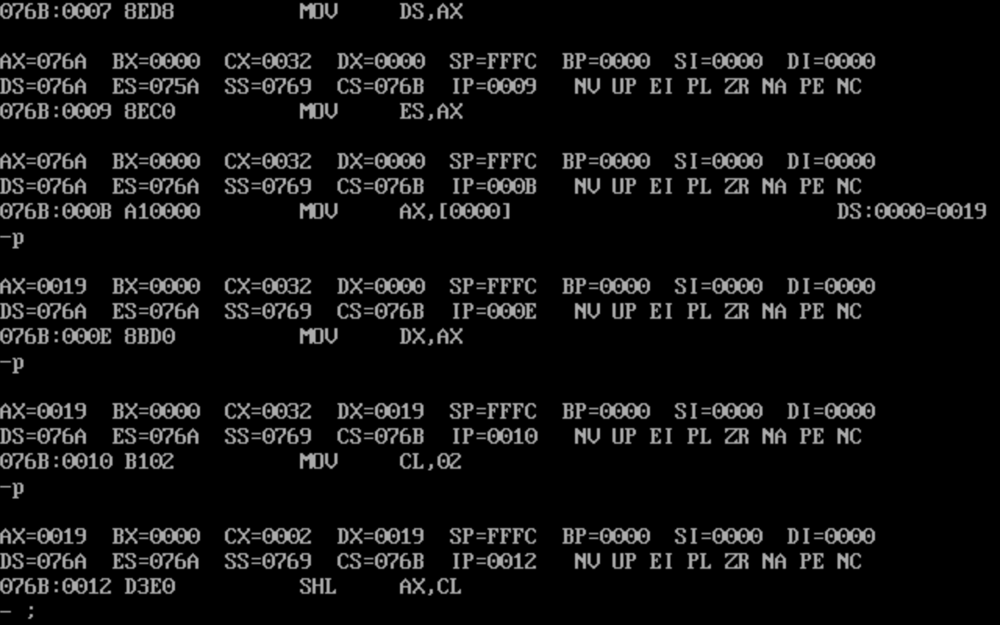 076B:0007 8ED8          MOV     DS,AX
AX=076A  BX=0000  CX=0032  DX=0000  SP=FFFC  BP=0000  SI=0000  DI=0000
DS=076A  ES=075A  SS=0769  CS=076B  IP=0009   NV UP EI PL ZR NA PE NC
076B:0009 8EC0          MOV     ES,AX
AX=076A  BX=0000  CX=0032  DX=0000  SP=FFFC  BP=0000  SI=0000  DI=0000
DS=076A  ES=076A  SS=0769  CS=076B  IP=000B   NV UP EI PL ZR NA PE NC
076B:000B A10000        MOV     AX,[0000]                          DS:0000=0019
-p
AX=0019  BX=0000  CX=0032  DX=0000  SP=FFFC  BP=0000  SI=0000  DI=0000
DS=076A  ES=076A  SS=0769  CS=076B  IP=000E   NV UP EI PL ZR NA PE NC
076B:000E 8BD0          MOV     DX,AX
-p
AX=0019  BX=0000  CX=0032  DX=0019  SP=FFFC  BP=0000  SI=0000  DI=0000
DS=076A  ES=076A  SS=0769  CS=076B  IP=0010   NV UP EI PL ZR NA PE NC
076B:0010 B102          MOV     CL,02
-p
AX=0019  BX=0000  CX=0002  DX=0019  SP=FFFC  BP=0000  SI=0000  DI=0000
DS=076A  ES=076A  SS=0769  CS=076B  IP=0012   NV UP EI PL ZR NA PE NC
076B:0012 D3E0          SHL     AX,CL
- ;